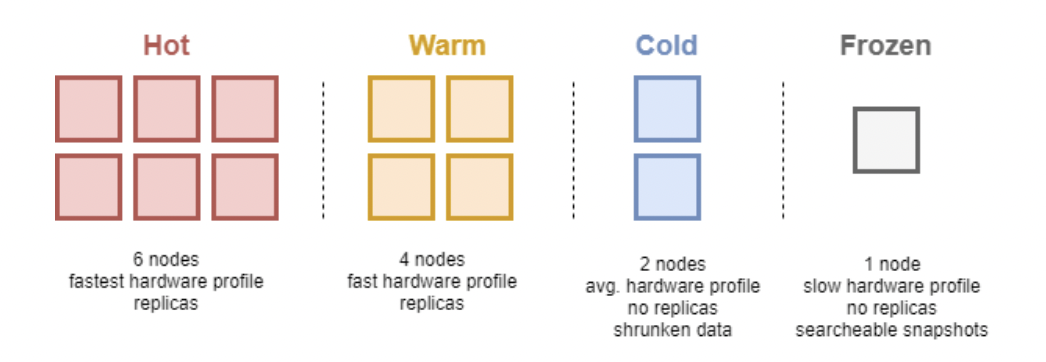 Hot
Warm
Cold
Frozen
6 nodes
fastest hardware profile
replicas
4 nodes
fast hardware profile
replicas
2 nodes
avg. hardware profile
no replicas
shrunken data
1 node
slow hardware profile
no replicas
searcheable snapshots